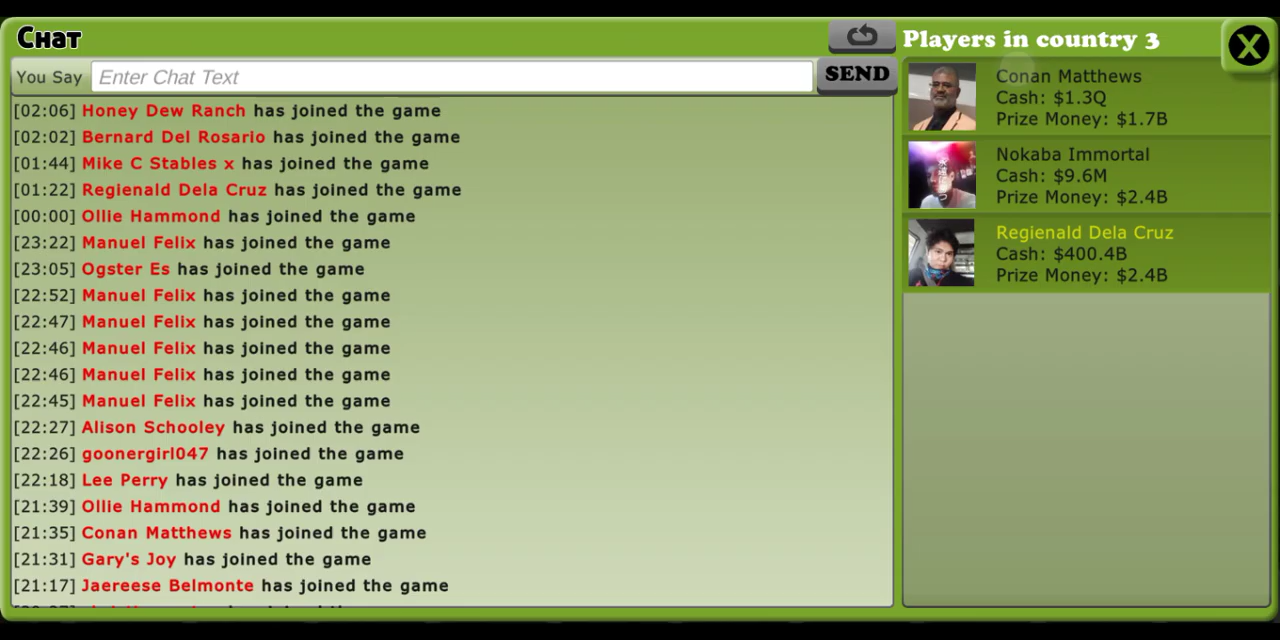 Chat
Players in country 3
X
You Say
Enter Chat Text
SEND
[02:06] Honey Dew Ranch has joined the game
[02:02] Bernard Del Rosario has joined the game
[01:44] Mike C Stables x has joined the game
[01:22] Regienald Dela Cruz has joined the game
[00:00] Ollie Hammond has joined the game
[23:22] Manuel Felix has joined the game
[23:05] Ogster Es has joined the game
[22:52] Manuel Felix has joined the game
[22:47] Manuel Felix has joined the game
[22:46] Manuel Felix has joined the game
[22:46] Manuel Felix has joined the game
[22:45] Manuel Felix has joined the game
[22:27] Alison Schooley has joined the game
[22:26] goonergirl047 has joined the game
[22:18] Lee Perry has joined the game
[21:39] Ollie Hammond has joined the game
[21:35] Conan Matthews has joined the game
[21:31] Gary's Joy has joined the game
[21:17] Jaereese Belmonte has joined the game
Conan Matthews
Cash: $1.3Q
Prize Money: $1.7B
Nokaba Immortal
Cash: $9.6M
Prize Money: $2.4B
Regienald Dela Cruz
Cash: $400.4B
Prize Money: $2.4B